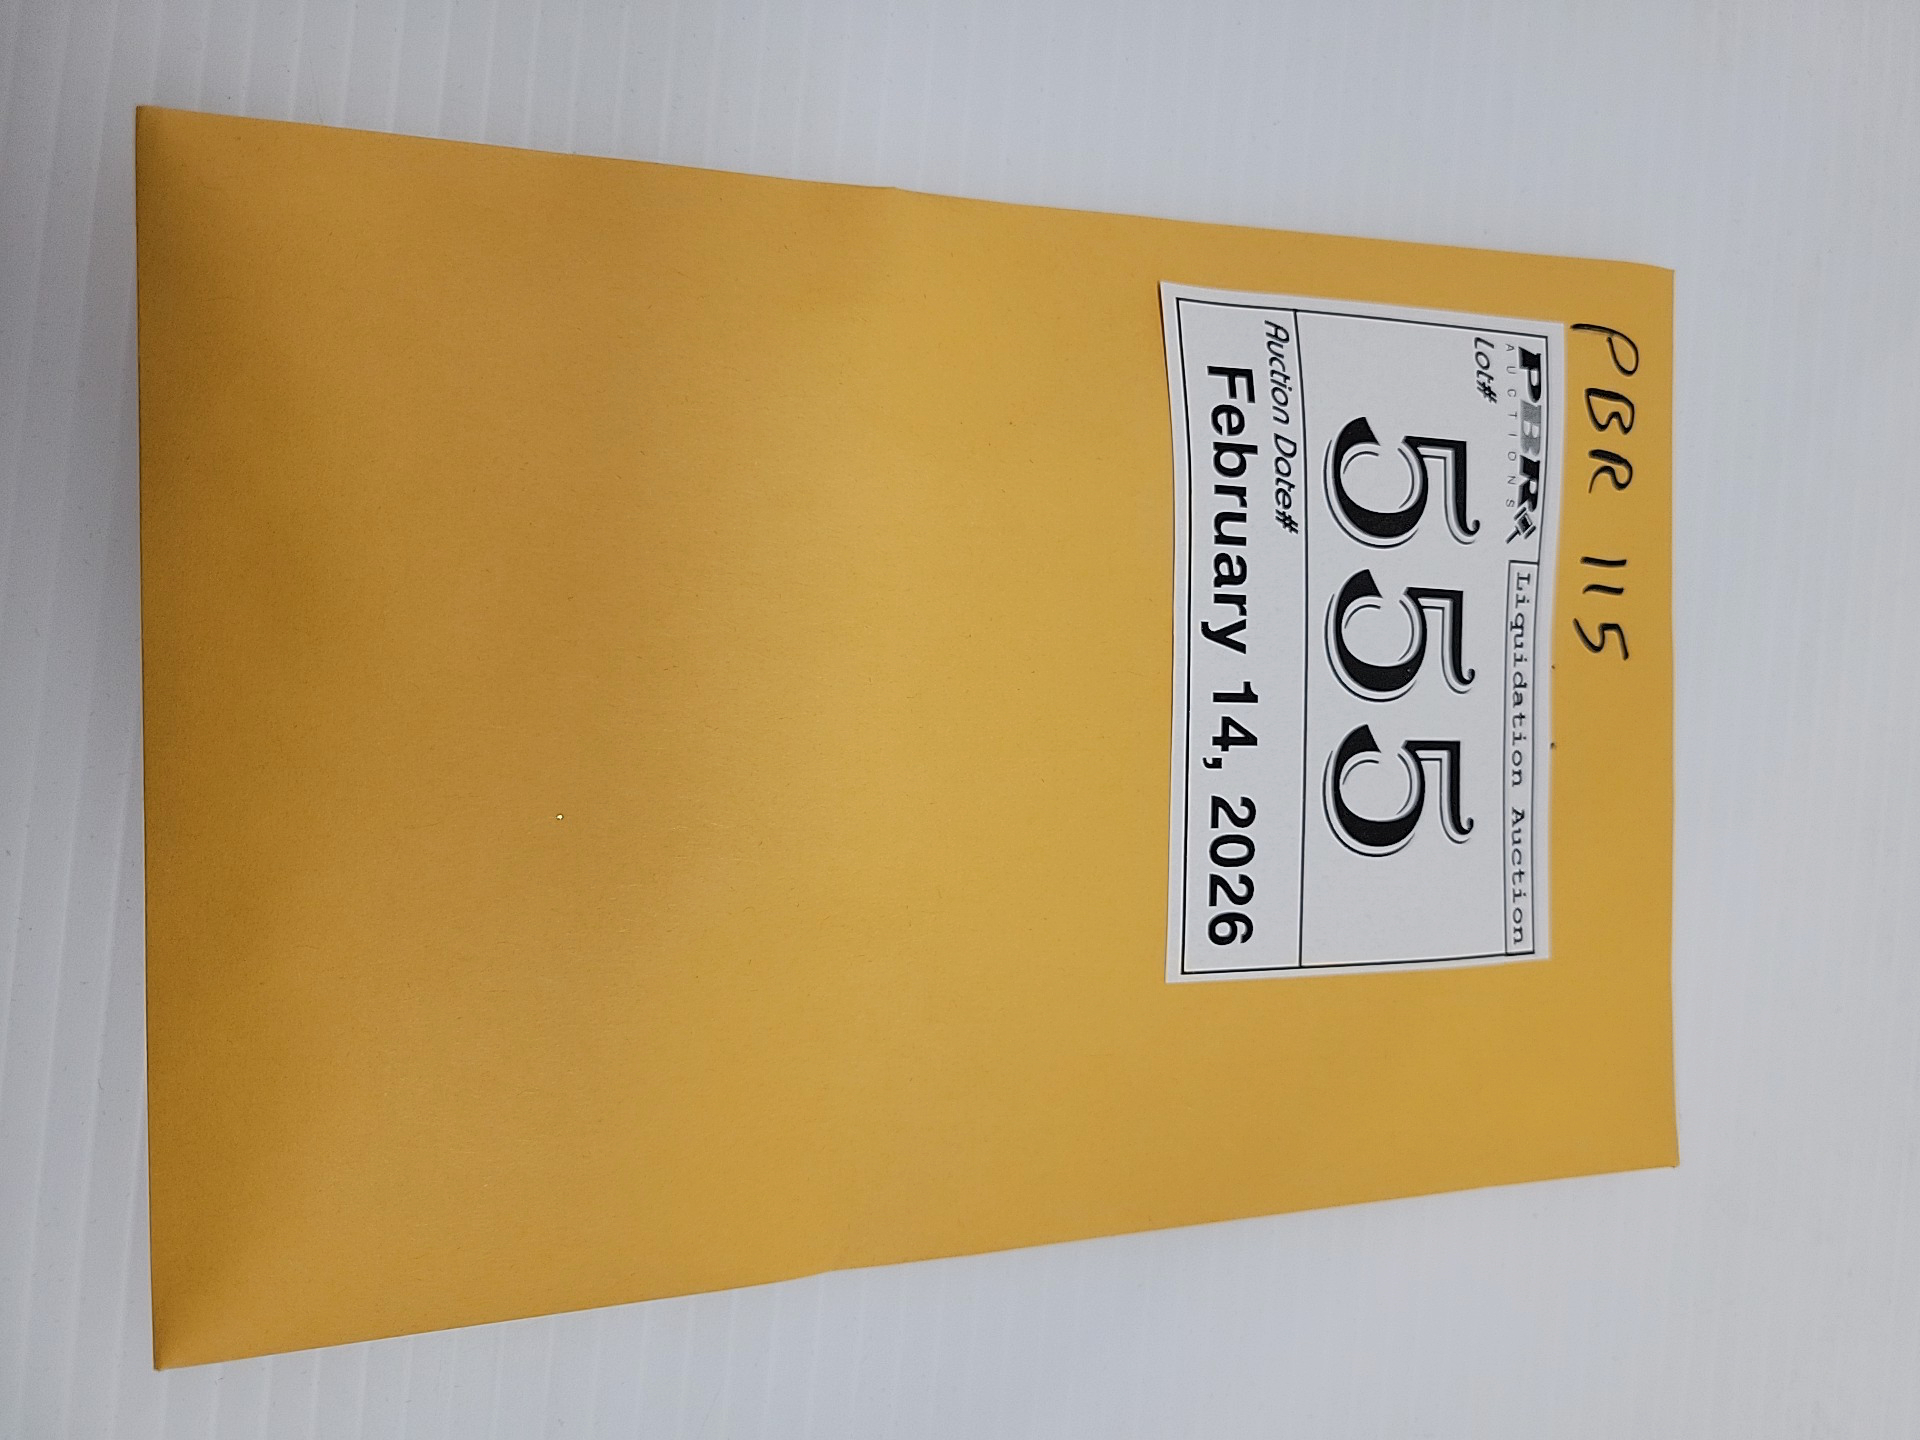 PBR 115
PBR Liquidation Auction
AUCTIONS
Lot#
555
Auction Date#
February 14, 2026